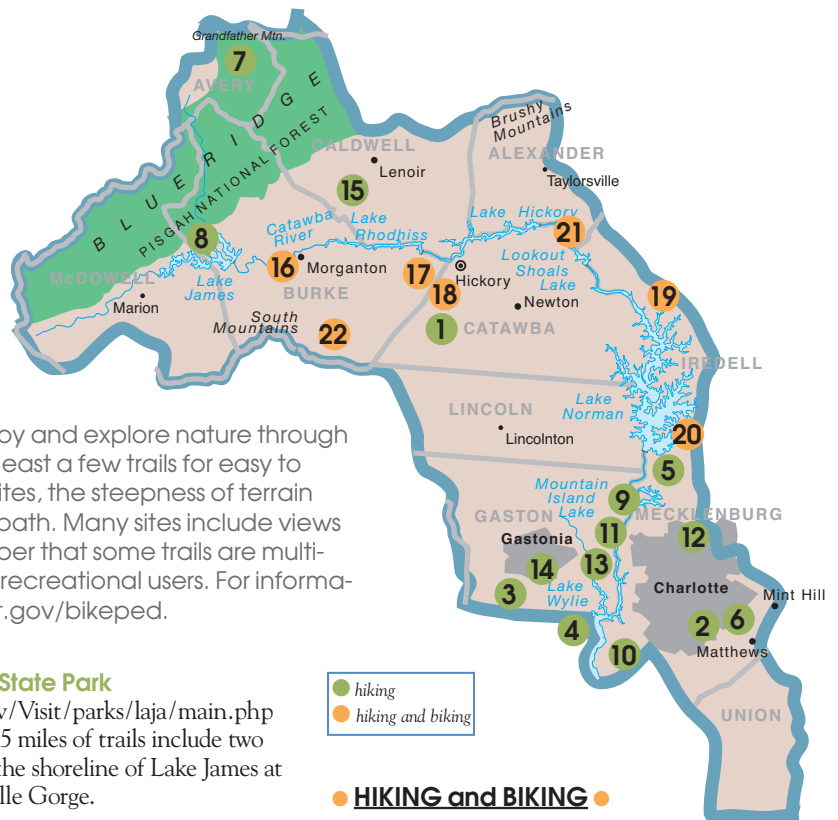 Grandfather Mtn.
7
AVERY
BLUE RIDGE
PISGAH NATIONAL FOREST
Brushy
Mountains
CALDWELL
ALEXANDER
Lenoir
Taylorsville
15
8
Catawba
River
Lake
Rhodhiss
Lake Hickory
21
McDOWELL
16
Morganton
17
Hickory
Lookout
Shoals
Lake
Lake
James
BURKE
18
Newton
19
Marion
South
Mountains
22
1
CATAWBA
IREDELL
LINCOLN
Lake
Norman
Lincolnton
20
5
oy and explore nature through
east a few trails for easy to
ites, the steepness of terrain
path. Many sites include views
ber that some trails are multi-
recreational users. For informa-
t.gov/bikeped.
Mountain
Island
Lake
9
GASTON
MECKLENBURG
Gastonia
11
12
14
13
3
Lake
Wylie
Charlotte
Mint Hill
4
2
6
Matthews
10
UNION
State Park
v/Visit/parks/laja/main.php
5 miles of trails include two
the shoreline of Lake James at
lle Gorge.
hiking
hiking and biking
HIKING and BIKING